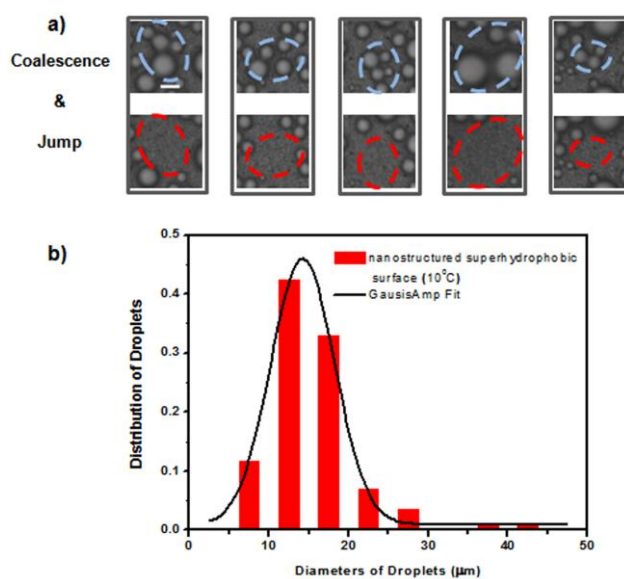 a)
Coalescence
&
Jump
b)
Distribution of Droplets
0.5
0.4
0.3
0.2
0.1
0.0
nanostructured superhydrophobic
surface (10⁰C)
GausisAmp Fit
0 10 20 30 40 50
Diameters of Droplets (μm)